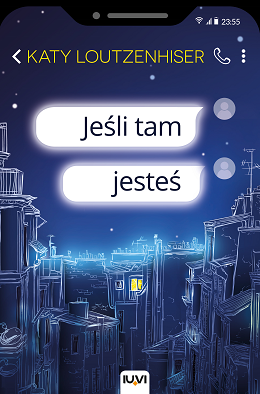 23:55
KATY LOUTZENHISER
Jeśli tam
jesteś
IUVI